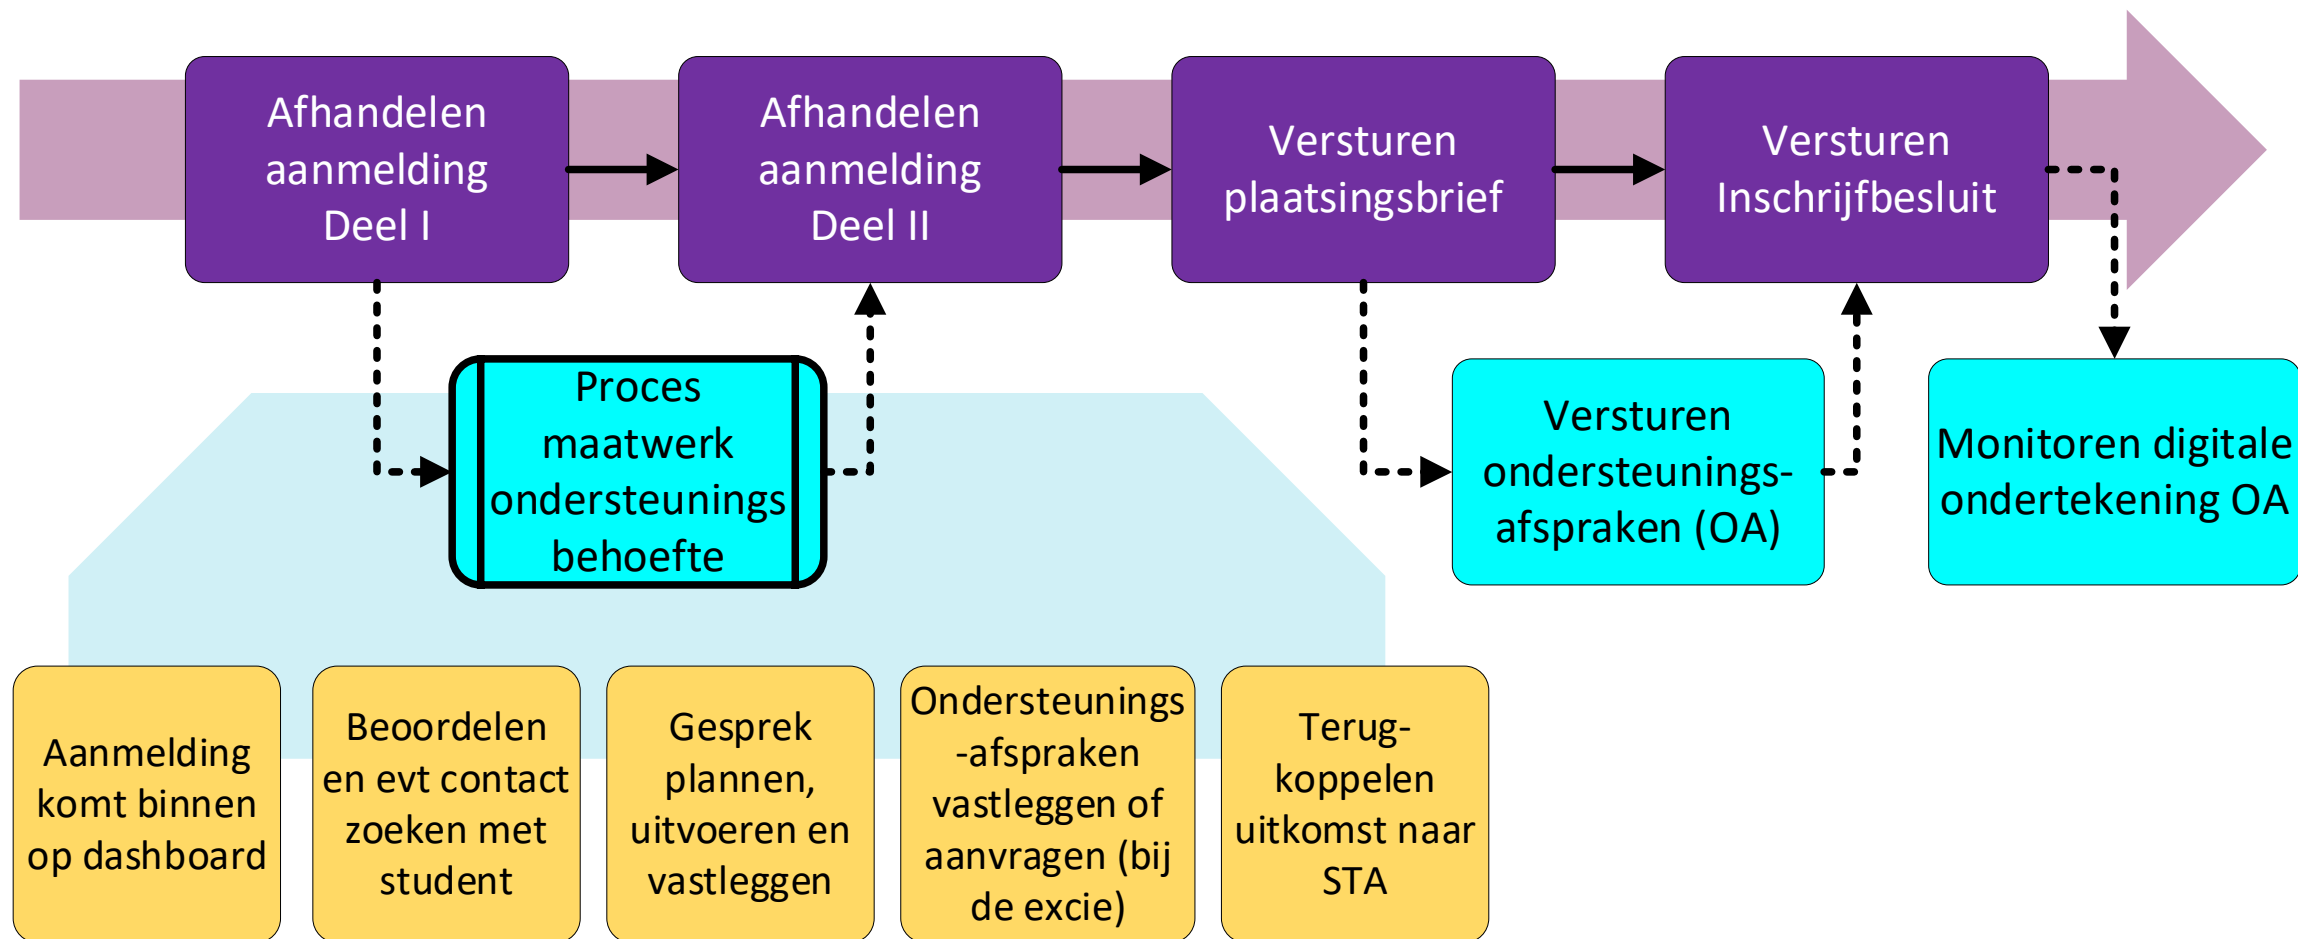 Afhandelen
aanmelding
Deel I
Afhandelen
aanmelding
Deel II
Versturen
plaatsingsbrief
Versturen
Inschrijfbesluit
Proces
maatwerk
ondersteunings
behoefte
Versturen
ondersteunings-
afspraken (OA)
Monitoren digitale
ondertekening OA
Aanmelding
komt binnen
op dashboard
Beoordelen
en evt contact
zoeken met
student
Gesprek
plannen,
uitvoeren en
vastleggen
Ondersteunings
-afspraken
vastleggen of
aanvragen (bij
de excie)
Terug-
koppelen
uitkomst naar
STA